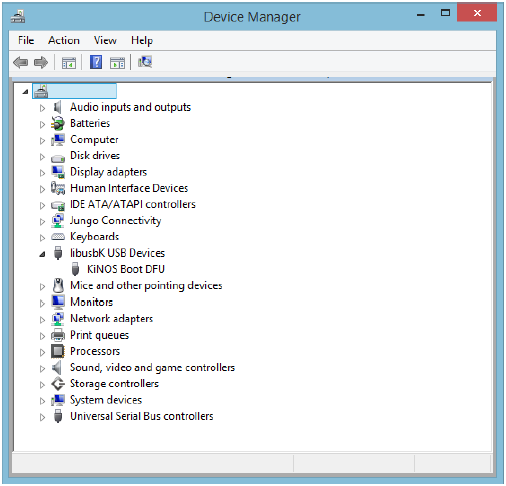 Device Manager
File Action View Help
Audio inputs and outputs
Batteries
Computer
Disk drives
Display adapters
Human Interface Devices
IDE ATA/ATAPI controllers
Jungo Connectivity
Keyboards
libusbK USB Devices
KiNOS Boot DFU
Mice and other pointing devices
Monitors
Network adapters
Print queues
Processors
Sound, video and game controllers
Storage controllers
System devices
Universal Serial Bus controllers